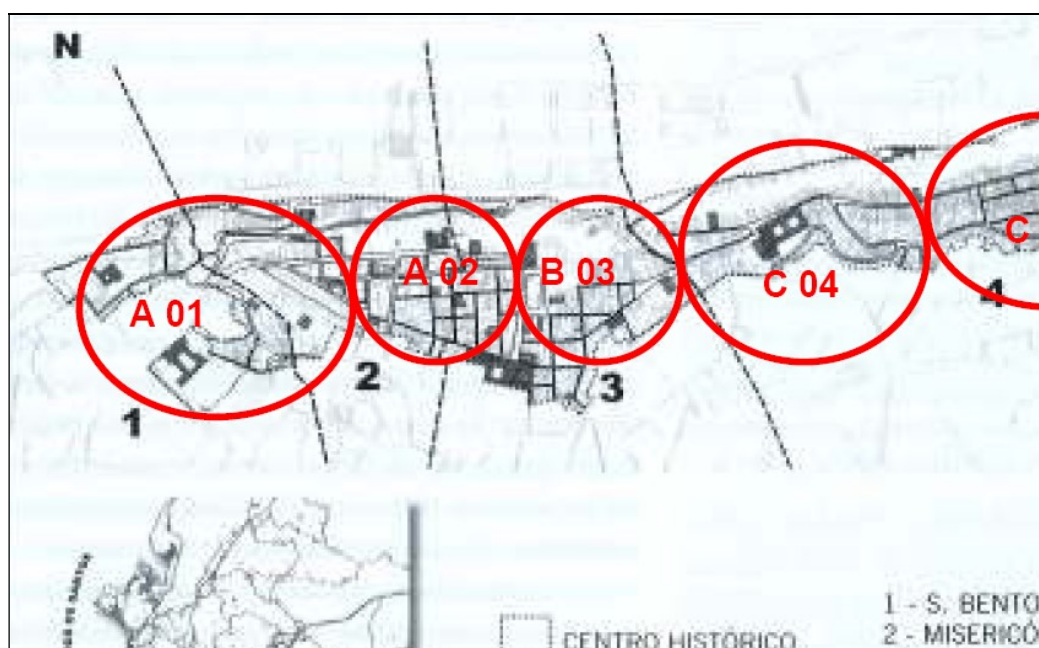 N
A 01
A 02
B 03
C 04
C
1
2
3
4
CENTRO HISTÓRICO
1 - S. BENTO
2 - MISERICÓ